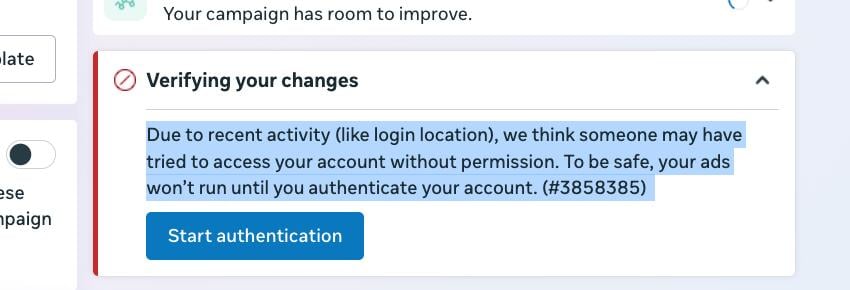 Your campaign has room to improve.
late
Verifying your changes
Due to recent activity (like login location), we think someone may have
tried to access your account without permission. To be safe, your ads
won’t run until you authenticate your account. (#3858385)
ese
npaign
Start authentication